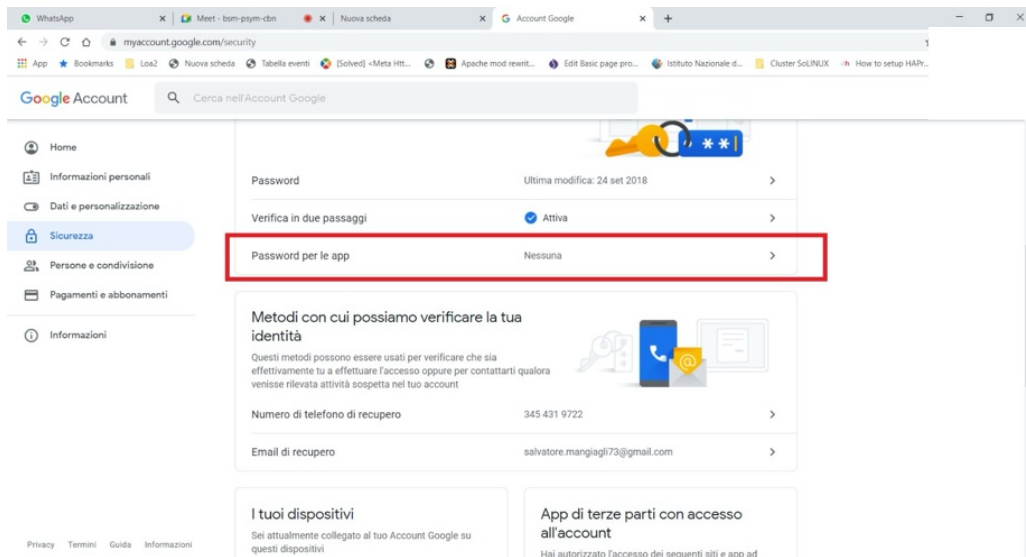 WhatsApp
Meet - bsm-psym-cbn
Nuova scheda
Account Google
myaccount.google.com/security
App
Bookmarks
Loa2
Nuova scheda
Tabella eventi
[Solved] <Meta Htt...
Apache mod rewrit...
Edit Basic page pro...
Istituto Nazionale d...
Cluster SoLINUX
How to setup HAPr...
Google Account
Cerca nell'Account Google
Home
Informazioni personali
Dati e personalizzazione
Sicurezza
Persone e condivisione
Pagamenti e abbonamenti
Informazioni
Privacy Termini Guida Informazioni
**
Password Ultima modifica: 24 set 2018
Verifica in due passaggi Attiva
Password per le app Nessuna
Metodi con cui possiamo verificare la tua
identità
Questi metodi possono essere usati per verificare che sia
effettivamente tu a effettuare l'accesso oppure per contattarti qualora
venisse rilevata attività sospetta nel tuo account
Numero di telefono di recupero 345 431 9722
Email di recupero salvatore.mangiagli73@gmail.com
I tuoi dispositivi
Sei attualmente collegato al tuo Account Google su
questi dispositivi
App di terze parti con accesso
all'account
Hai autorizzato l'accesso dei seguenti siti e app ad